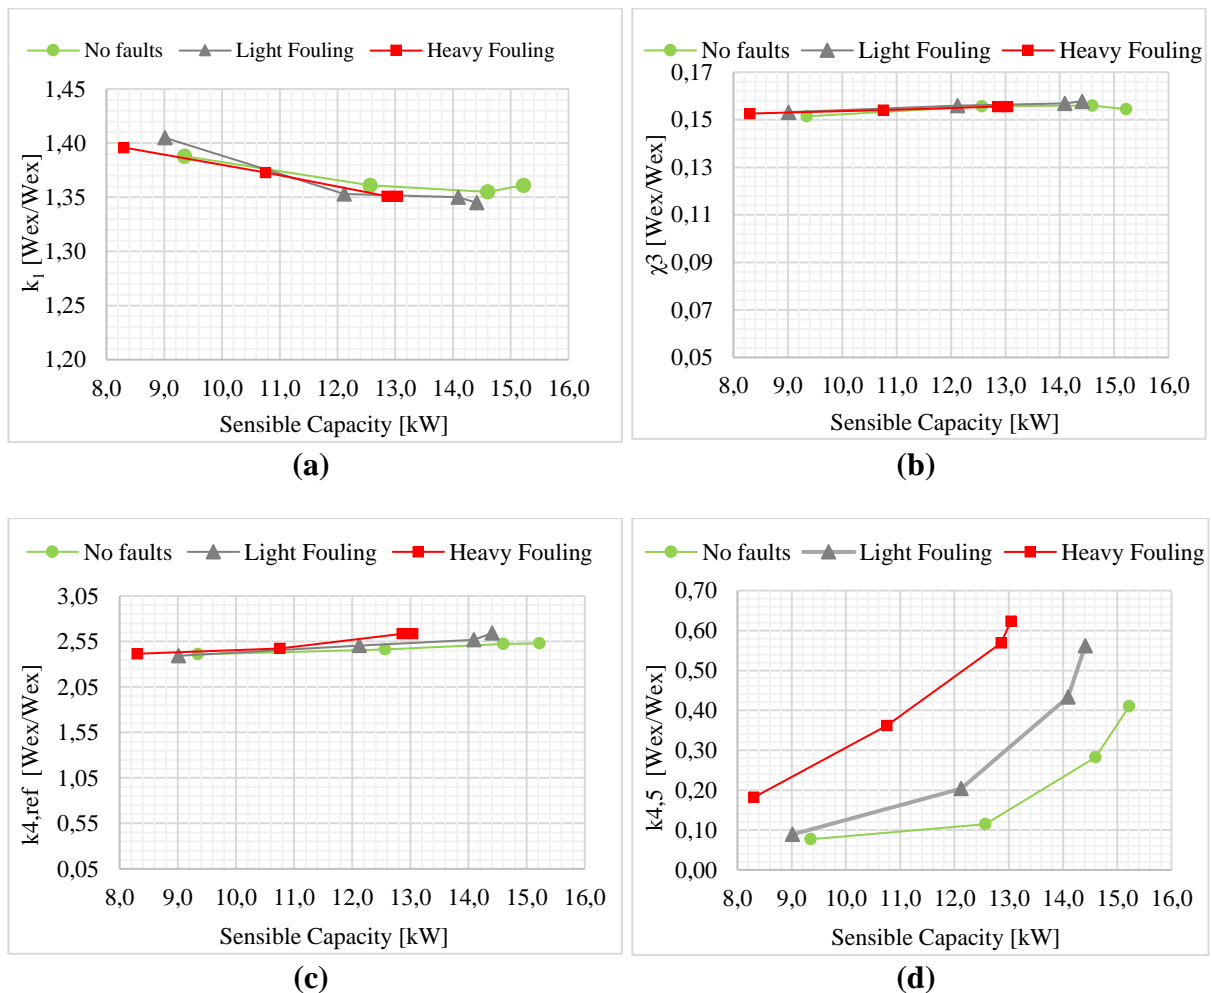 No faults Light Fouling Heavy Fouling
1,45
1,40
1,35
1,30
1,25
1,20
k1 [Wex/Wex]
8,0 9,0 10,0 11,0 12,0 13,0 14,0 15,0 16,0
Sensible Capacity [kW]
(a)
No faults Light Fouling Heavy Fouling
0,17
0,15
0,13
0,11
0,09
0,07
0,05
χ3 [Wex/Wex]
8,0 9,0 10,0 11,0 12,0 13,0 14,0 15,0 16,0
Sensible Capacity [kW]
(b)
No faults Light Fouling Heavy Fouling
3,05
2,55
2,05
1,55
1,05
0,55
0,05
k4,ref [Wex/Wex]
8,0 9,0 10,0 11,0 12,0 13,0 14,0 15,0 16,0
Sensible Capacity [kW]
(c)
No faults Light Fouling Heavy Fouling
0,70
0,60
0,50
0,40
0,30
0,20
0,10
0,00
k4,5 [Wex/Wex]
8,0 9,0 10,0 11,0 12,0 13,0 14,0 15,0 16,0
Sensible Capacity [kW]
(d)